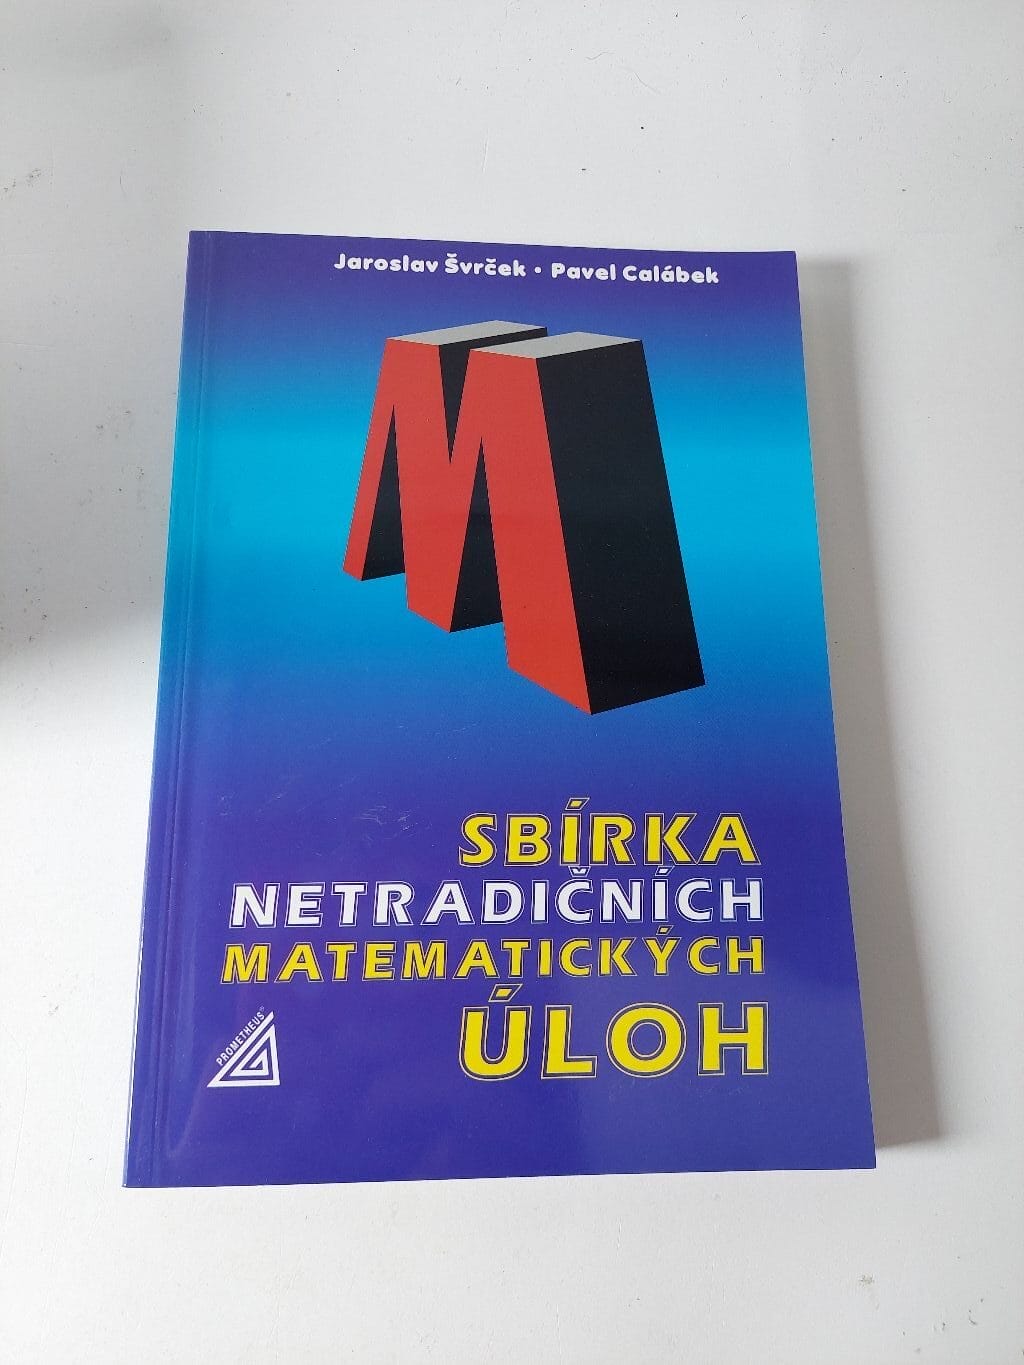 Jaroslav Švrček • Pavel Calábek
M
SBÍRKA
NETRADIČNÍCH
MATEMATICKÝCH
ÚLOH
PROMETHEUS®